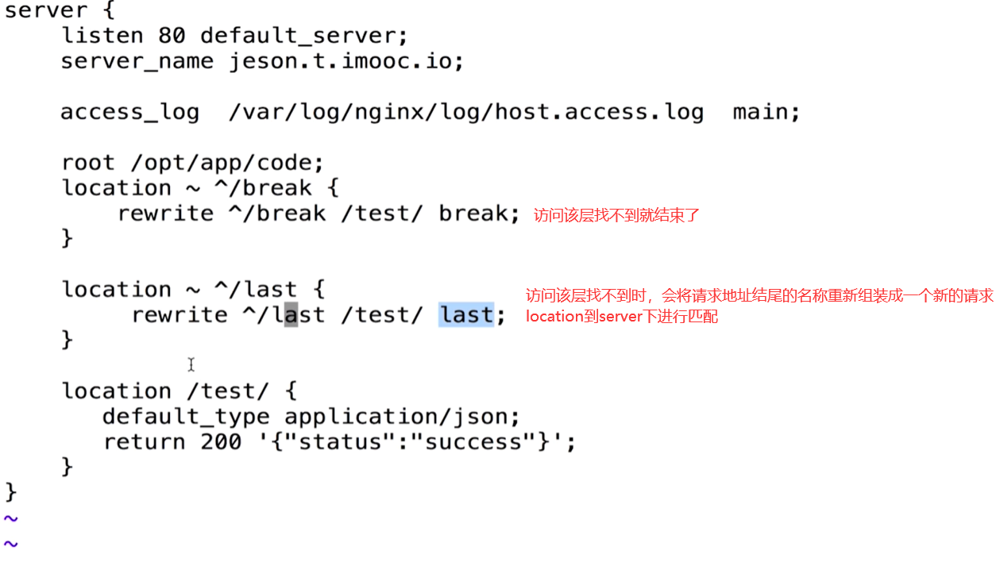 server {
listen 80 default_server;
server_name jeson.t.imooc.io;
access_log /var/log/nginx/log/host.access.log main;
root /opt/app/code;
location ~ ^/break {
rewrite ^/break /test/ break; 访问该层找不到就结束了
}
location ~ ^/last {
访问该层找不到时，会将请求地址结尾的名称重新组装成一个新的请求
rewrite ^/last /test/ last; location到server下进行匹配
}
location /test/ {
default_type application/json;
return 200 '{"status":"success"}';
}
}
~
~